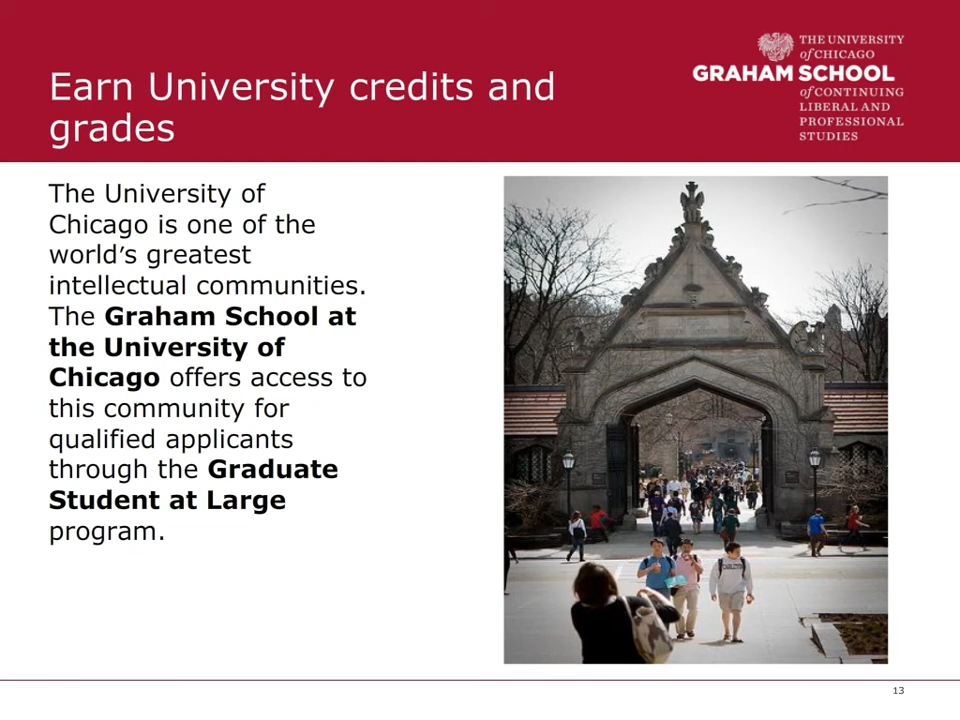 Earn University credits and
grades
THE UNIVERSITY
of CHICAGO
GRAHAM SCHOOL
of CONTINUING
LIBERAL AND
PROFESSIONAL
STUDIES
The University of
Chicago is one of the
world’s greatest
intellectual communities.
The Graham School at
the University of
Chicago offers access to
this community for
qualified applicants
through the Graduate
Student at Large
program.
13